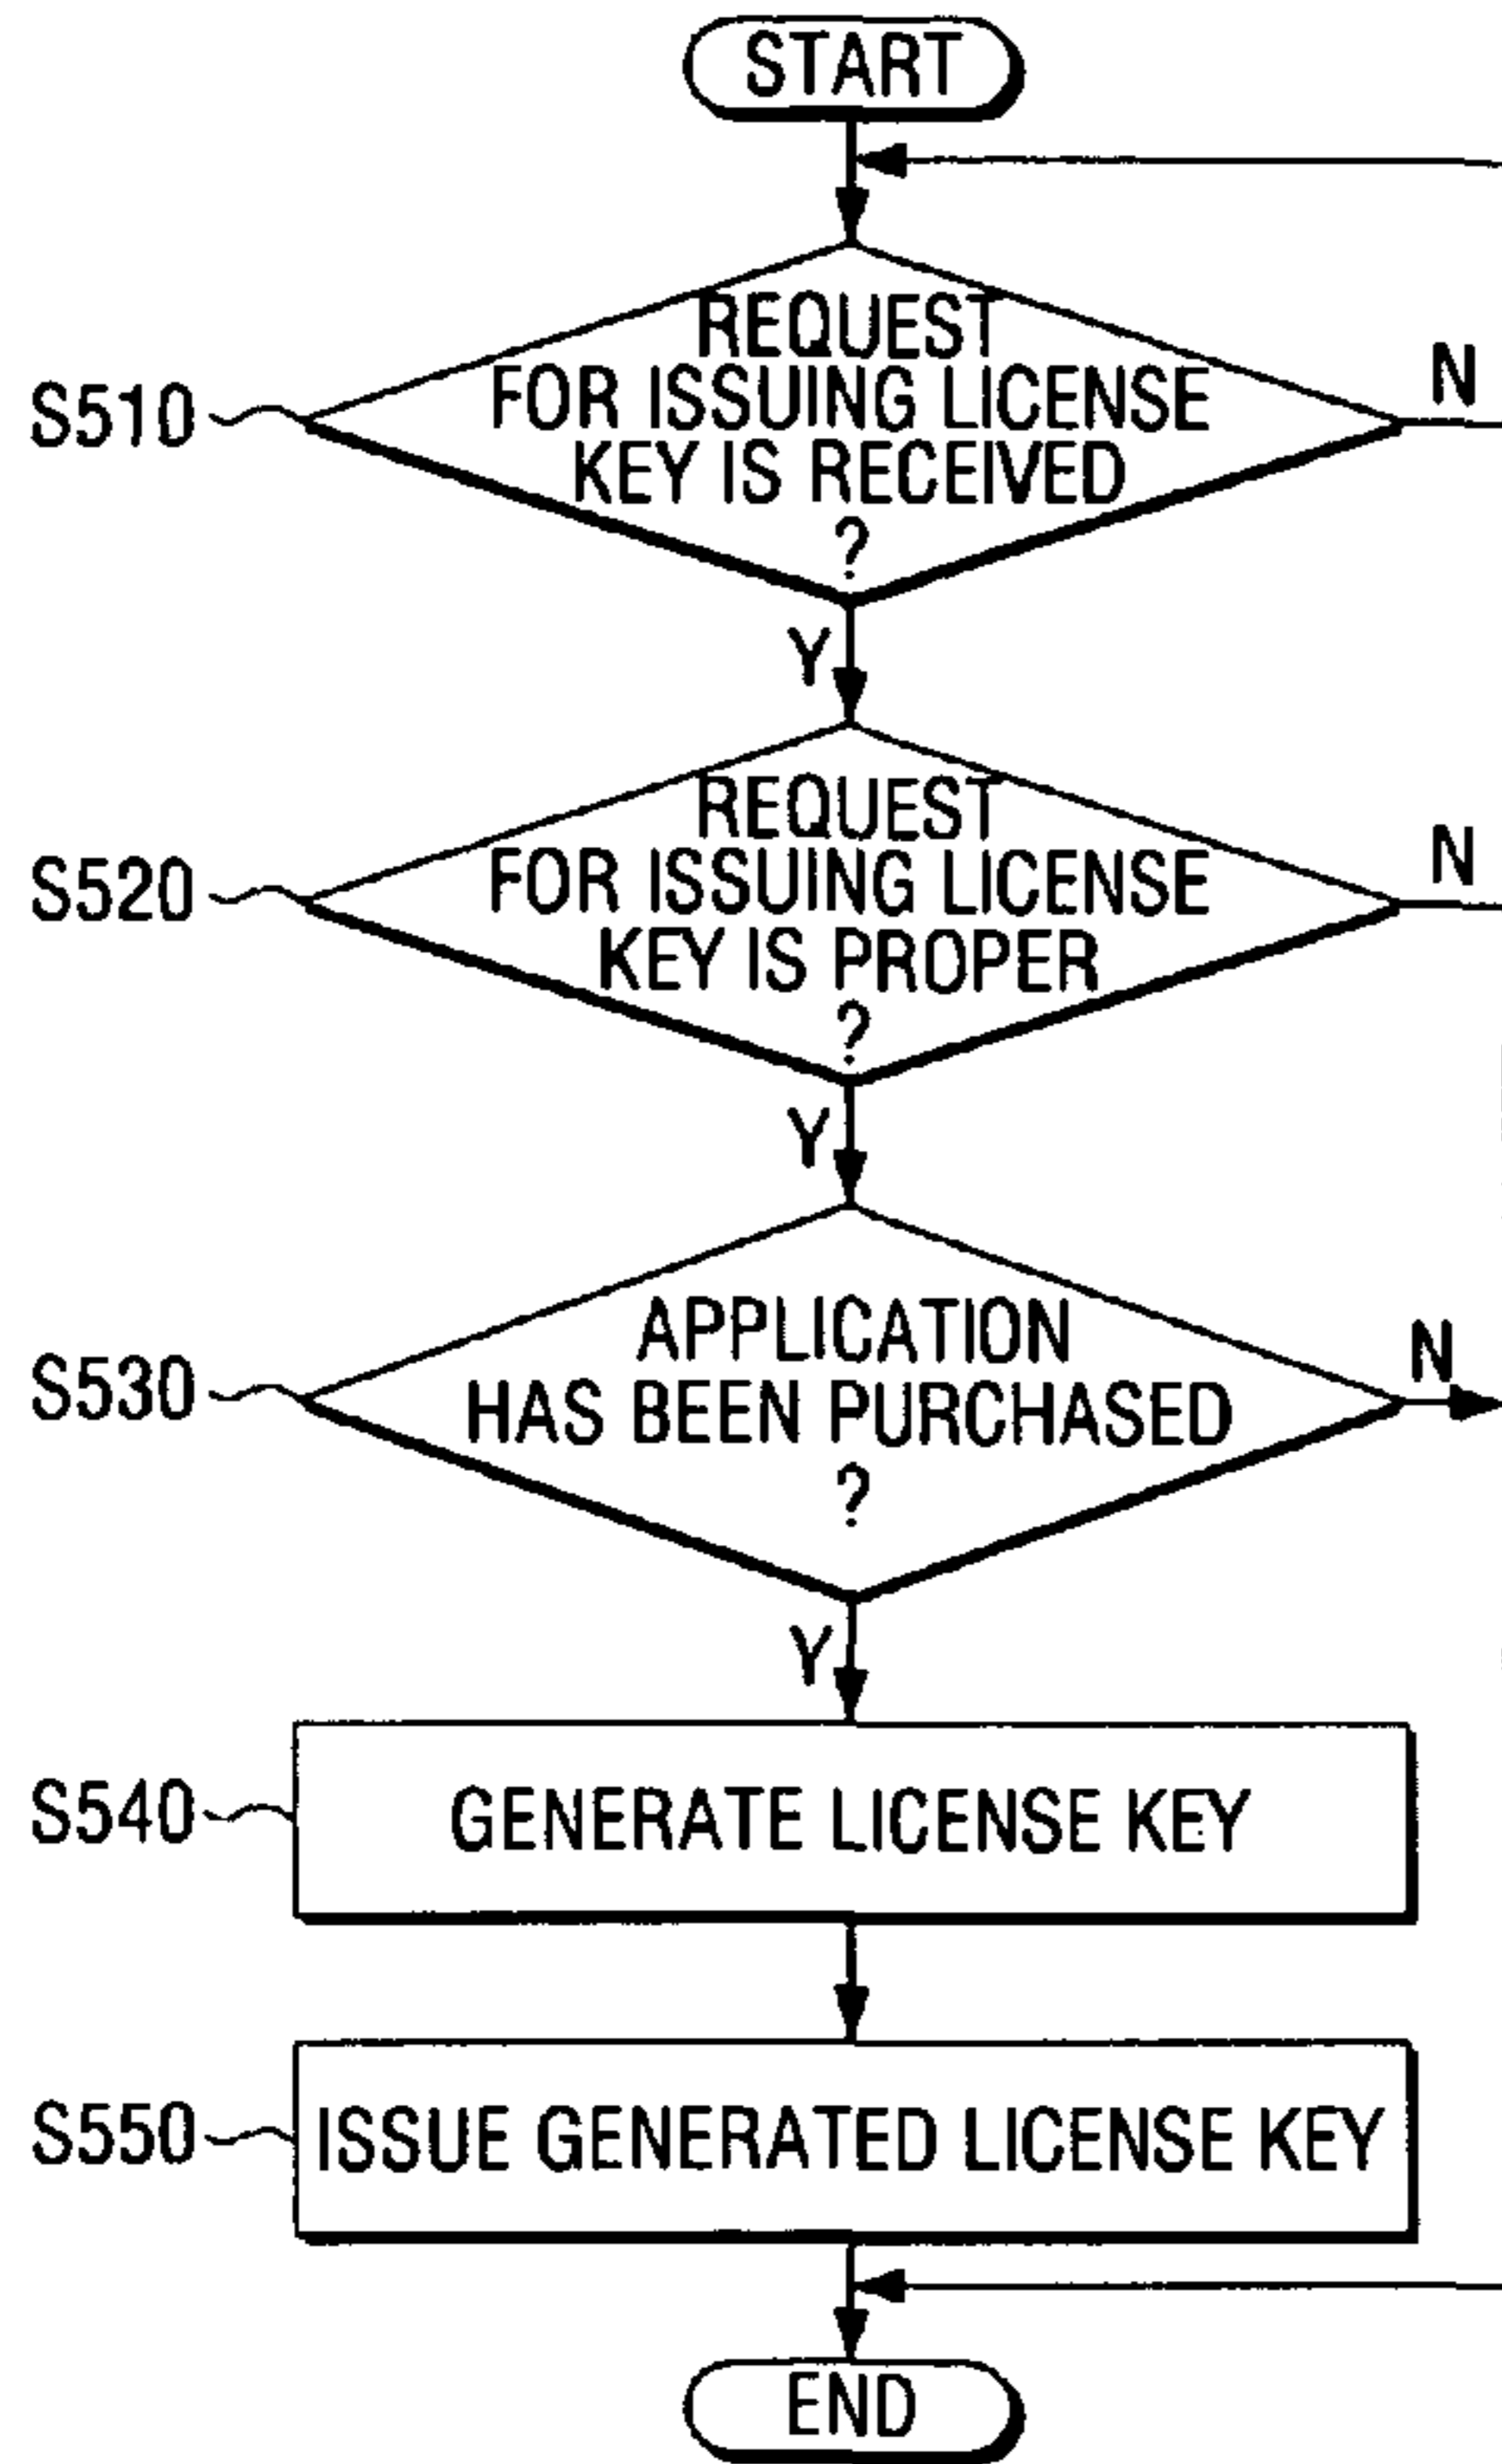 START
REQUEST
FOR ISSUING LICENSE
KEY IS RECEIVED
?
N
S510
Y
REQUEST
FOR ISSUING LICENSE
KEY IS PROPER
?
N
S520
Y
APPLICATION
HAS BEEN PURCHASED
?
N
S530
Y
S540
GENERATE LICENSE KEY
S550
ISSUE GENERATED LICENSE KEY
END